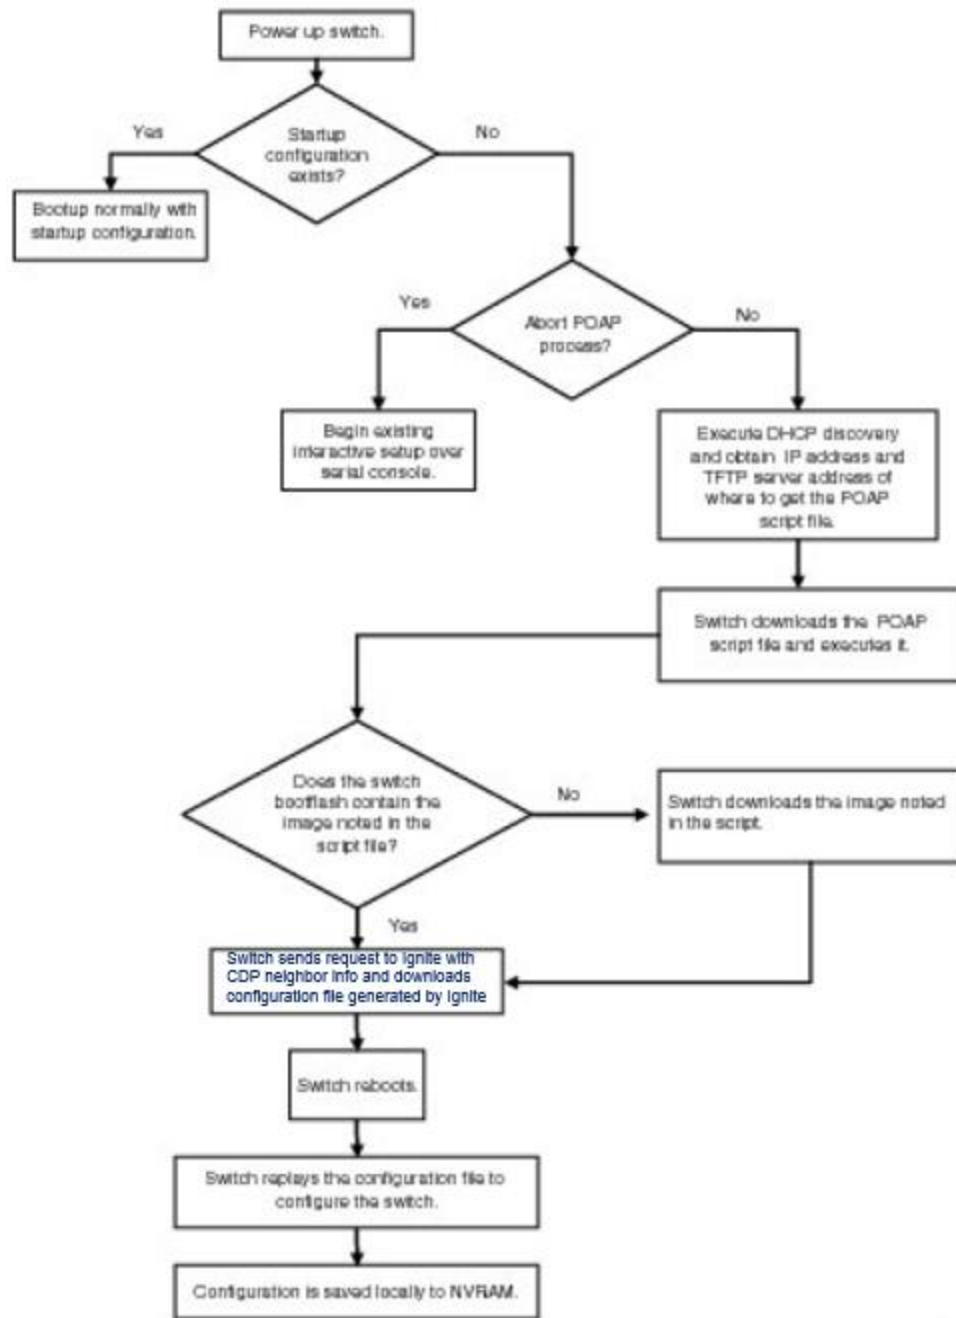 Power up switch.
Yes
Startup
configuration
exists?
No
Bootup normally with
startup configuration.
Yes
Abort POAP
process?
No
Begin existing
interactive setup over
serial console.
Execute DHCP discovery
and obtain IP address and
TFTP server address of
where to get the POAP
script file.
Switch downloads the POAP
script file and executes it.
Does the switch
bootflash contain the
image noted in the
script file?
No
Switch downloads the image noted
in the script.
Yes
Switch sends request to Ignite with
CDP neighbor info and downloads
configuration file generated by Ignite
Switch reboots.
Switch replays the configuration file to
configure the switch.
Configuration is saved locally to NVRAM.